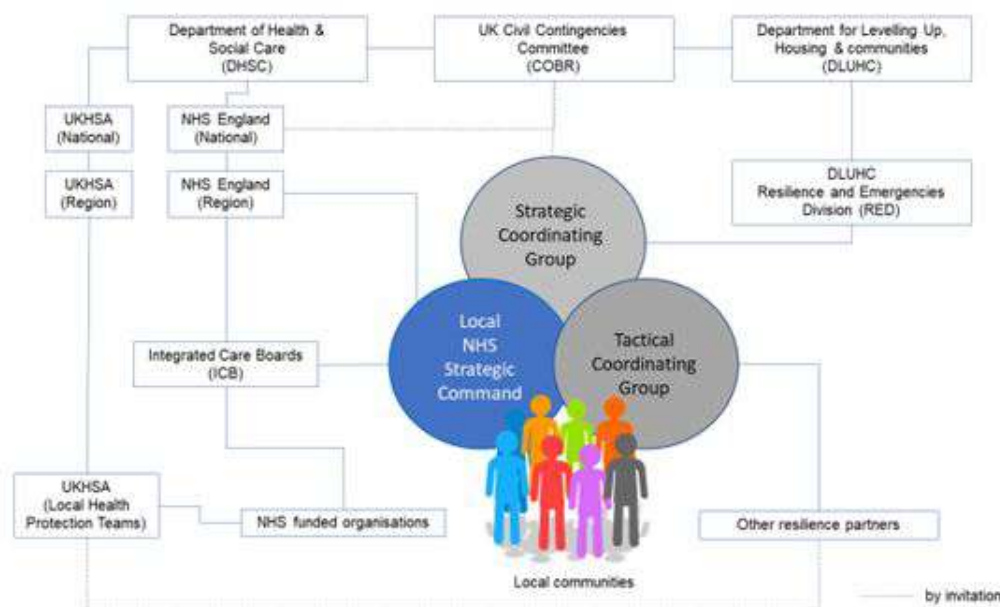 Department of Health &
Social Care
(DHSC)
UK Civil Contingencies
Committee
(COBR)
Department for Levelling Up,
Housing & communities
(DLUHC)
UKHSA
(National)
NHS England
(National)
UKHSA
(Region)
NHS England
(Region)
DLUHC
Resilience and Emergencies
Division (RED)
Strategic
Coordinating
Group
Local
NHS
Strategic
Command
Tactical
Coordinating
Group
Integrated Care Boards
(ICB)
UKHSA
(Local Health
Protection Teams)
NHS funded organisations
Other resilience partners
Local communities
by invitation